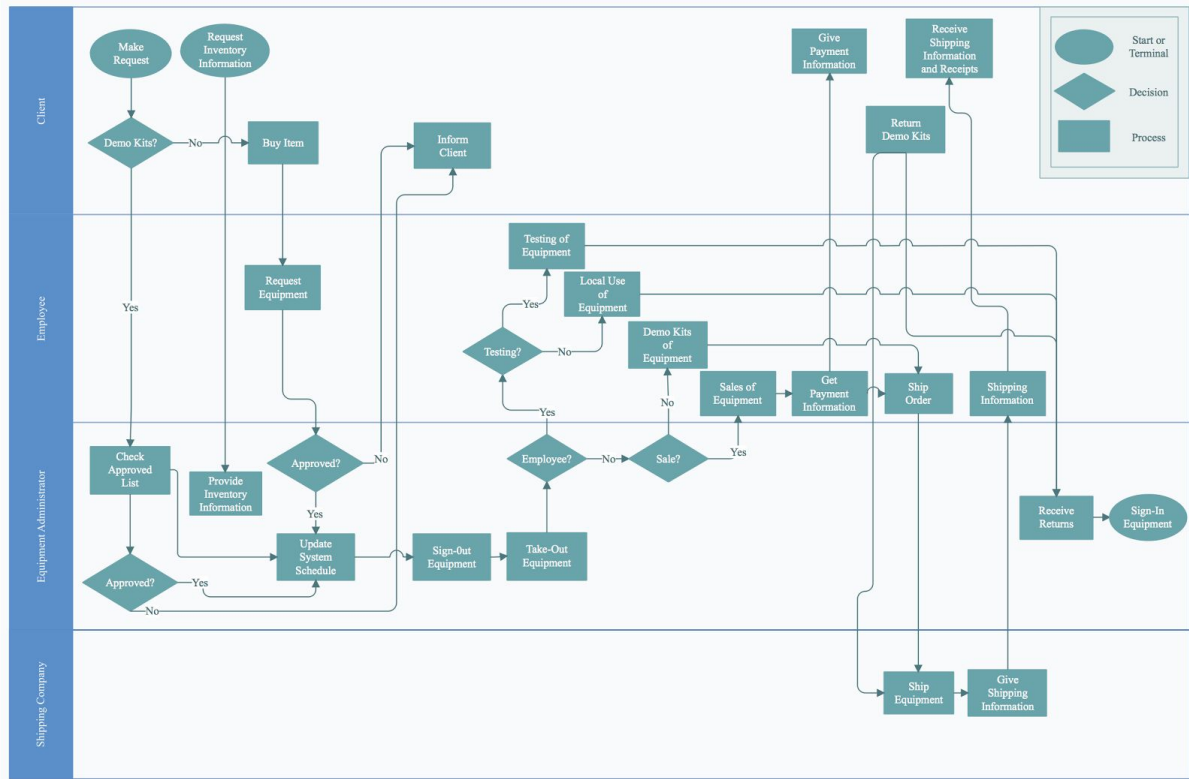 Client
Make
Request
Request
Inventory
Information
Demo Kits?
No
Buy Item
Inform
Client
Give
Payment
Information
Receive
Shipping
Information
and Receipts
Return
Demo Kits
Start or
Terminal
Decision
Process
Employee
Yes
Request
Equipment
Testing of
Equipment
Yes
Local Use
of
Equipment
Testing?
No
Demo Kits
of
Equipment
No
Sales of
Equipment
Get
Payment
Information
Ship
Order
Shipping
Information
Yes
Equipment Administrator
Check
Approved
List
Provide
Inventory
Information
Approved?
No
Yes
Update
System
Schedule
Approved?
Yes
No
Sign-0ut
Equipment
Take-Out
Equipment
Employee?
No
Sale?
Yes
Receive
Returns
Sign-In
Equipment
Shipping Company
Ship
Equipment
Give
Shipping
Information